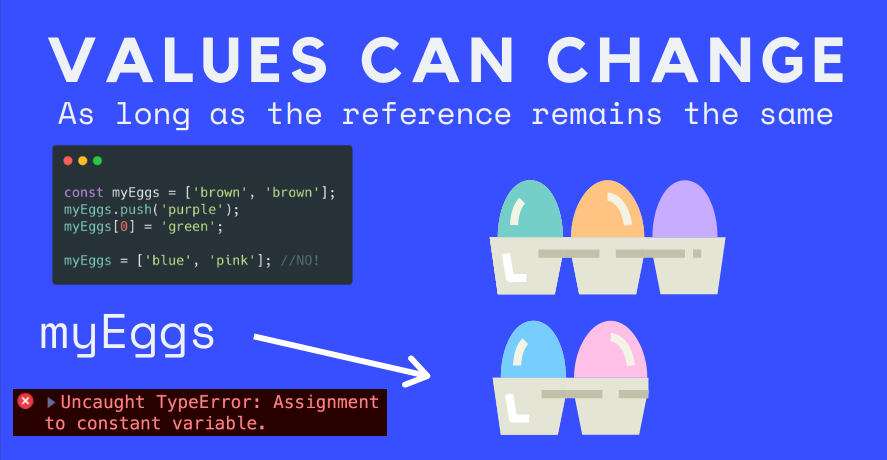 VALUES CAN CHANGE
As long as the reference remains the same
const myEggs = ['brown', 'brown'];
myEggs.push('purple');
myEggs[0] = 'green';
myEggs = ['blue', 'pink']; //NO!
myEggs
Uncaught TypeError: Assignment
to constant variable.